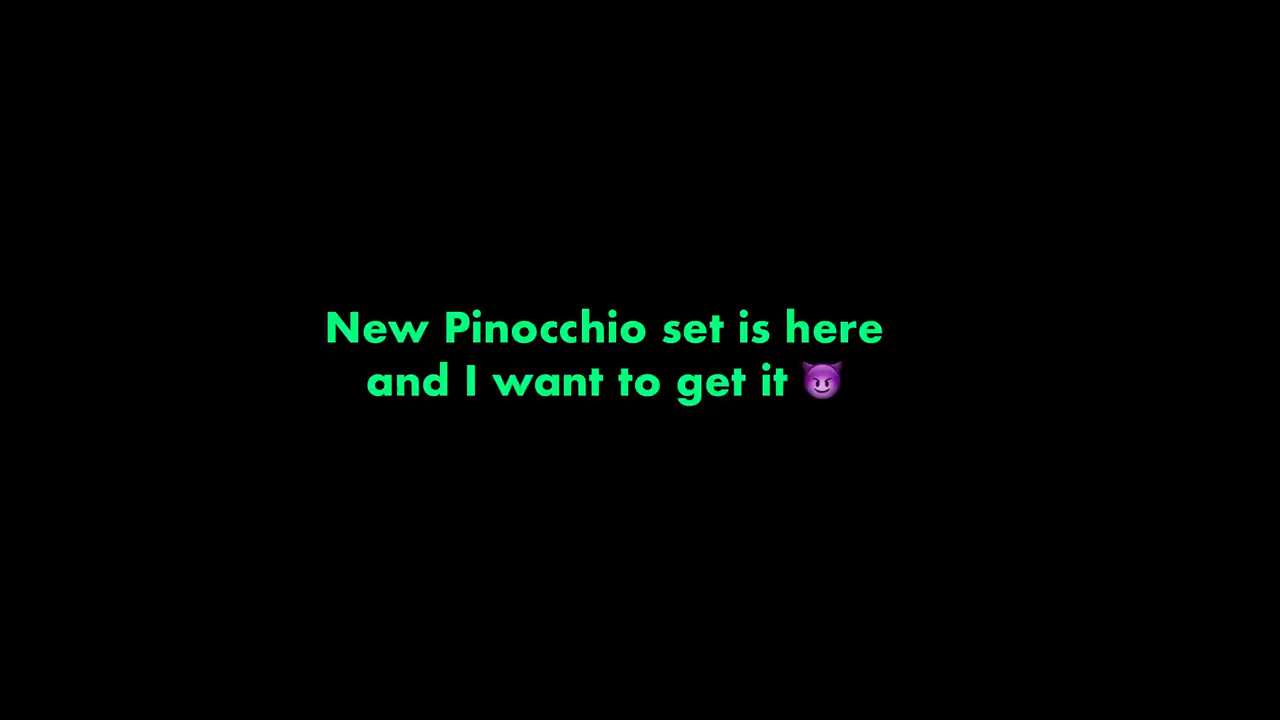 New Pinocchio set is here
and I want to get it 😈